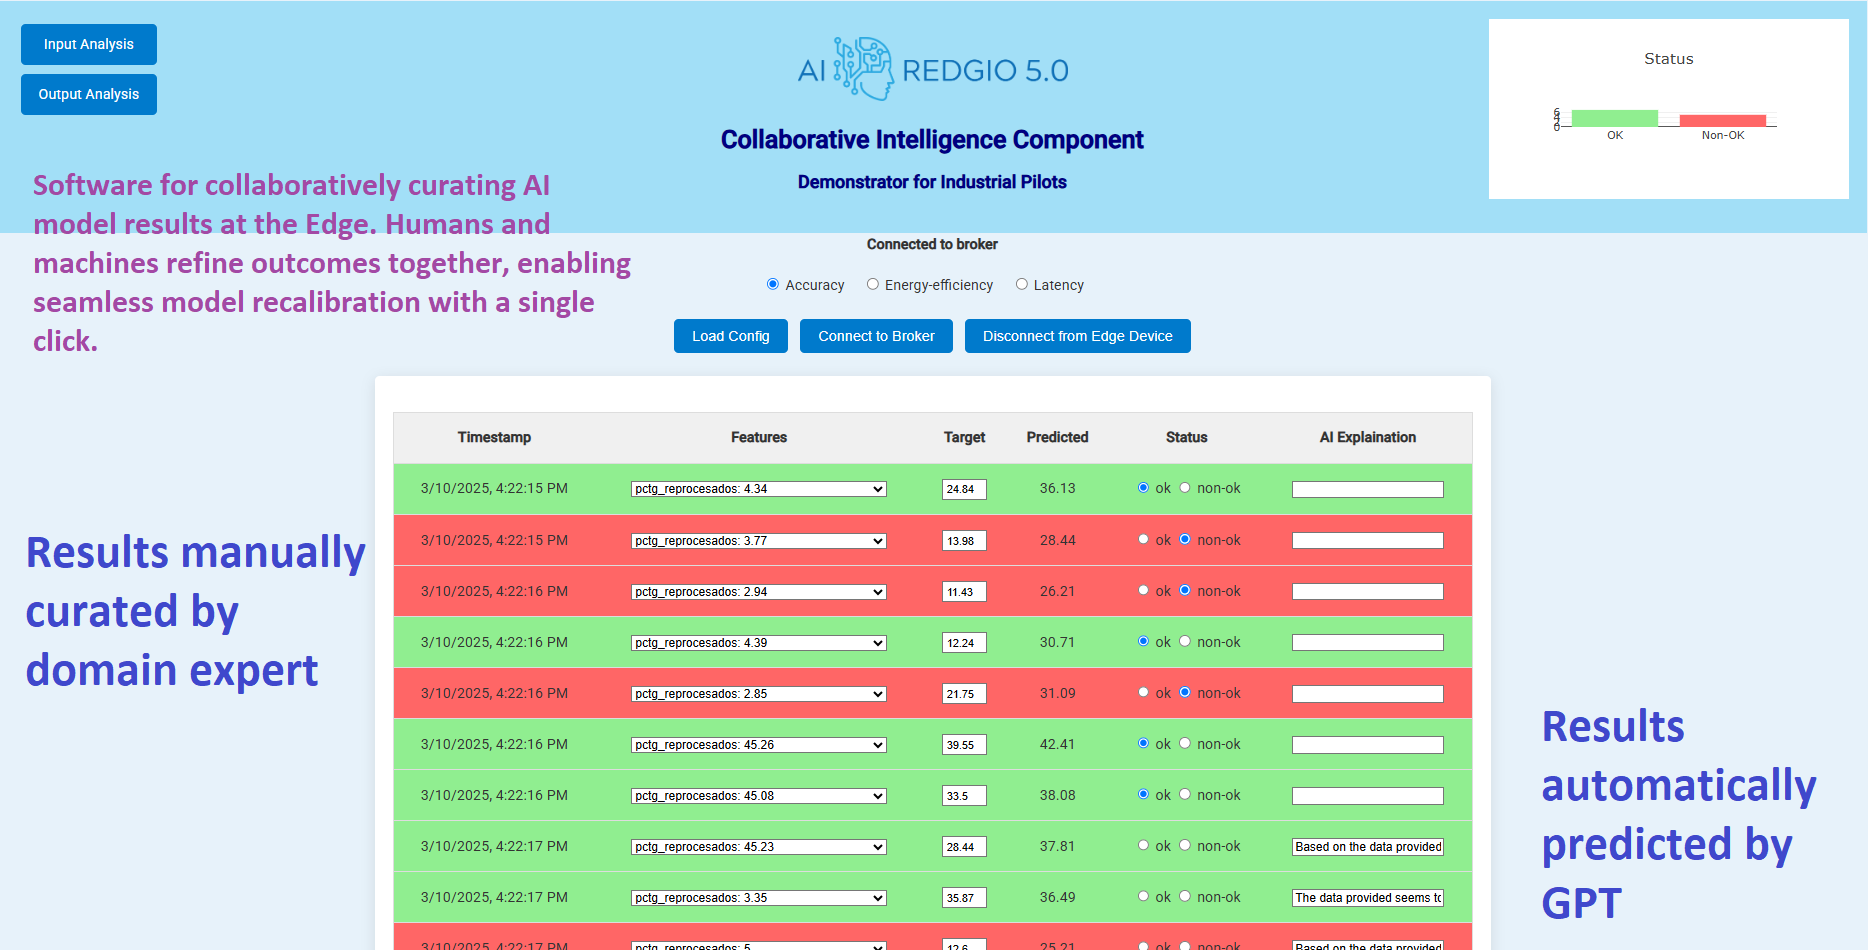 Input Analysis
Output Analysis
AI REDGIO 5.0
Collaborative Intelligence Component
Demonstrator for Industrial Pilots
Status
6
4
2
0
OK Non-OK
Software for collaboratively curating AI
model results at the Edge. Humans and
machines refine outcomes together, enabling
seamless model recalibration with a single
click.
Connected to broker
Accuracy Energy-efficiency Latency
Load Config Connect to Broker Disconnect from Edge Device
Timestamp Features Target Predicted Status AI Explaination
3/10/2025, 4:22:15 PM pctg_reprocesados: 4.34 24.84 36.13 ok non-ok
3/10/2025, 4:22:15 PM pctg_reprocesados: 3.77 13.98 28.44 ok non-ok
3/10/2025, 4:22:16 PM pctg_reprocesados: 2.94 11.43 26.21 ok non-ok
3/10/2025, 4:22:16 PM pctg_reprocesados: 4.39 12.24 30.71 ok non-ok
3/10/2025, 4:22:16 PM pctg_reprocesados: 2.85 21.75 31.09 ok non-ok
3/10/2025, 4:22:16 PM pctg_reprocesados: 45.26 39.55 42.41 ok non-ok
3/10/2025, 4:22:16 PM pctg_reprocesados: 45.08 33.5 38.08 ok non-ok
3/10/2025, 4:22:17 PM pctg_reprocesados: 45.23 28.44 37.81 ok non-ok Based on the data provided
3/10/2025, 4:22:17 PM pctg_reprocesados: 3.35 35.87 36.49 ok non-ok The data provided seems to
3/10/2025, 4:22:17 PM pctg_reprocesados: 5 12.6 25.21 ok non-ok Based on the data provided
Results manually
curated by
domain expert
Results
automatically
predicted by
GPT